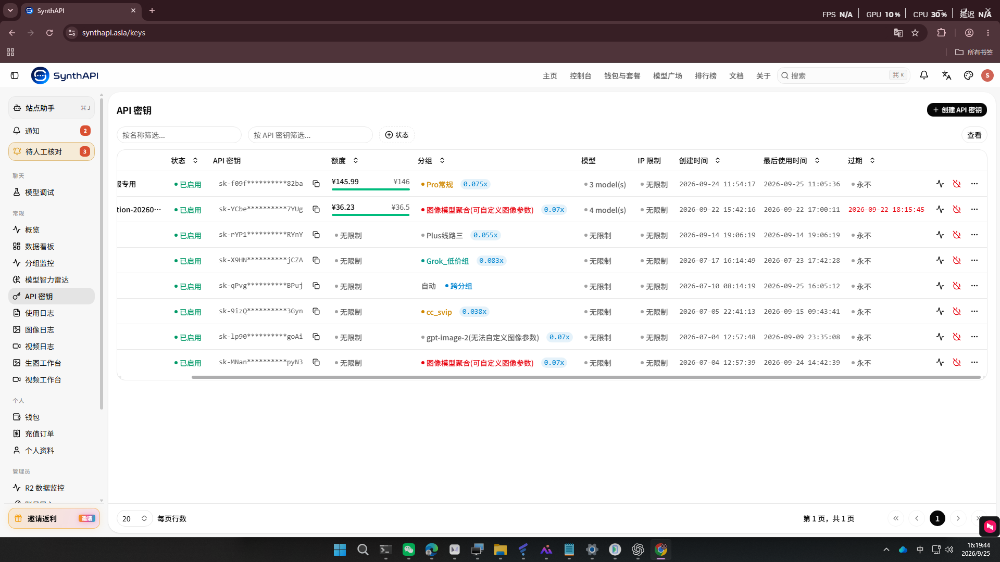 SynthAPI
FPS N/A GPU 10% CPU 30% 延迟 N/A
synthapi.asia/keys
所有书签
SynthAPI
主页 控制台 钱包与套餐 模型广场 排行榜 文档 关于 搜索 ⌘ K S
站点助手 ⌘ J
通知 2
待人工核对 3
聊天
模型调试
常规
概览
数据看板
分组监控
模型智力雷达
API 密钥
使用日志
图像日志
视频日志
生图工作台
视频工作台
个人
钱包
充值订单
个人资料
管理员
R2 数据监控
邀请返利 邀请
API 密钥
+ 创建 API 密钥
按名称筛选... 按 API 密钥筛选... 状态 查看
状态 API 密钥 额度 分组 模型 IP 限制 创建时间 最后使用时间 过期
服专用 已启用 sk-f09f**********82ba ¥145.99 ¥146 Pro常规 0.075x 3 model(s) 无限制 2026-09-24 11:54:17 2026-09-25 11:05:36 永不
tion-20260··· 已启用 sk-YCbe**********7YUg ¥36.23 ¥36.5 图像模型聚合(可自定义图像参数) 0.07x 4 model(s) 无限制 2026-09-22 15:42:16 2026-09-22 17:00:11 2026-09-22 18:15:45
已启用 sk-rYP1**********RYnY 无限制 Plus线路三 0.055x 无限制 无限制 2026-09-14 19:06:19 2026-09-14 19:06:19 永不
已启用 sk-X9HN**********jCZA 无限制 Grok_低价组 0.083x 无限制 无限制 2026-07-17 16:14:49 2026-07-23 17:42:28 永不
已启用 sk-qPvg**********BPuj 无限制 自动 跨分组 无限制 无限制 2026-07-10 08:14:19 2026-09-25 16:05:12 永不
已启用 sk-9izQ**********3Gyn 无限制 cc_svip 0.038x 无限制 无限制 2026-07-05 22:41:13 2026-09-15 09:43:41 永不
已启用 sk-lp90**********goAi 无限制 gpt-image-2(无法自定义图像参数) 0.07x 无限制 无限制 2026-07-04 12:57:48 2026-09-09 23:35:08 永不
已启用 sk-MNan**********pyN3 无限制 图像模型聚合(可自定义图像参数) 0.07x 无限制 无限制 2026-07-04 12:57:39 2026-09-24 14:42:39 永不
20 每页行数 第 1 页，共 1 页 1
中 16:19:44
2026/9/25